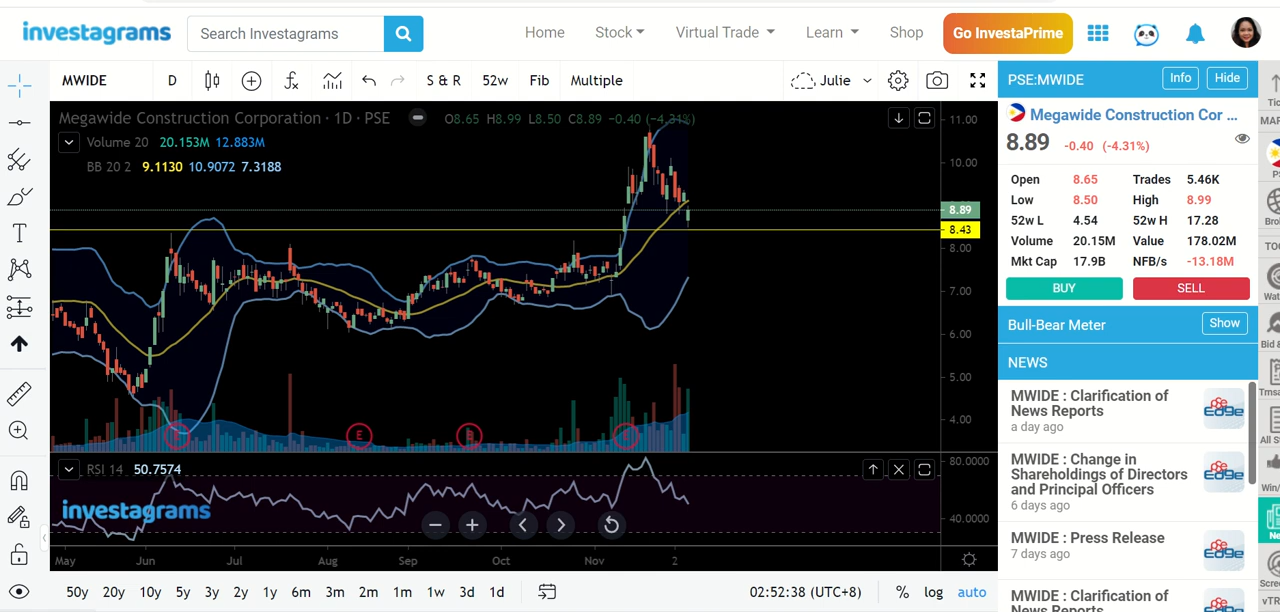 investagrams
Search Investagrams
Home
Stock
Virtual Trade
Learn
Shop
Go InvestaPrime
MWIDE
D
S & R
52w
Fib
Multiple
Julie
Megawide Construction Corporation · 1D · PSE
O8.65 H8.99 L8.50 C8.89 −0.40 (−4.31%)
Volume 20 20.153M 12.883M
BB 20 2 9.1130 10.9072 7.3188
11.00
10.00
8.89
8.43
8.00
7.00
6.00
5.00
4.00
E
E
E
E
RSI 14 50.7574
80.0000
40.0000
investagrams
May Jun Jul Aug Sep Oct Nov 2
50y 20y 10y 5y 3y 2y 1y 6m 3m 2m 1m 1w 3d 1d
02:52:38 (UTC+8)
% log auto
PSE:MWIDE
Info
Hide
Megawide Construction Cor ...
8.89 -0.40 (-4.31%)
Open 8.65 Trades 5.46K
Low 8.50 High 8.99
52w L 4.54 52w H 17.28
Volume 20.15M Value 178.02M
Mkt Cap 17.9B NFB/s -13.18M
BUY
SELL
Bull-Bear Meter
Show
NEWS
MWIDE : Clarification of
News Reports
a day ago
EDGe
MWIDE : Change in
Shareholdings of Directors
and Principal Officers
6 days ago
EDGe
MWIDE : Press Release
7 days ago
EDGe
MWIDE : Clarification of
News Reports